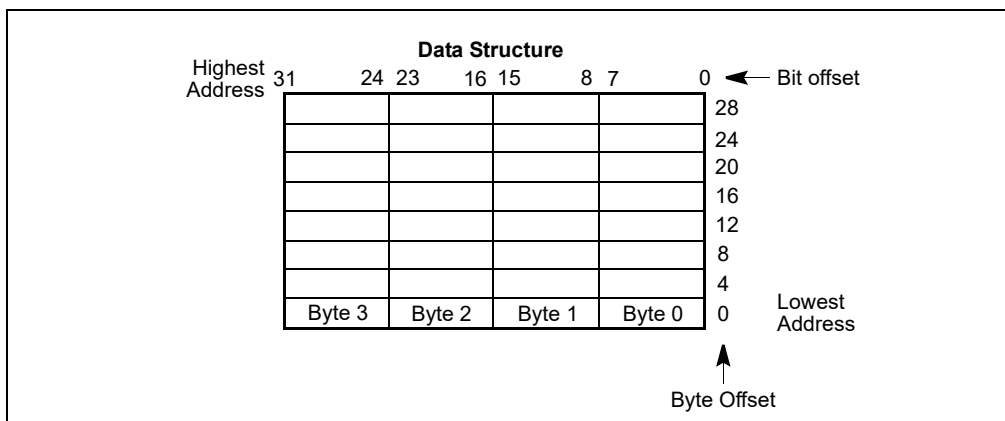 Data Structure
Highest
Address
31 24 23 16 15 8 7 0 Bit offset
28
24
20
16
12
8
4
Byte 3 Byte 2 Byte 1 Byte 0 0
Lowest
Address
Byte Offset